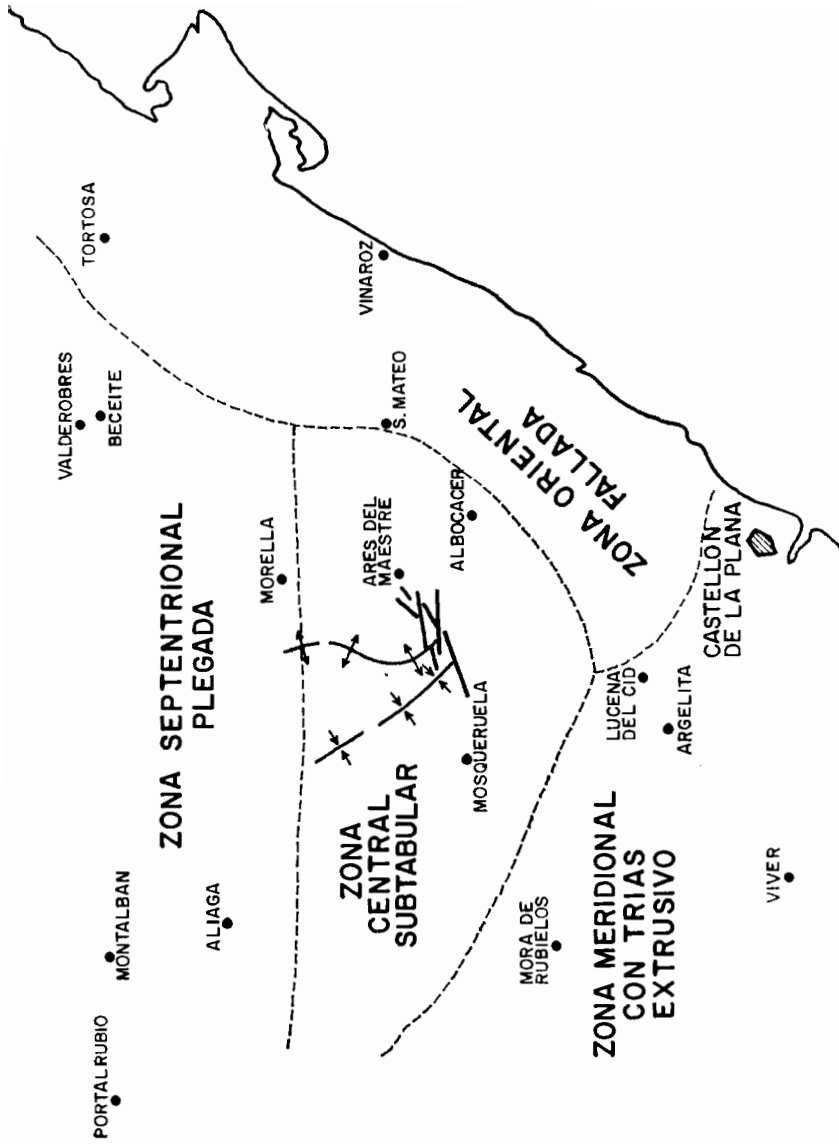 PORTALRUBIO
MONTALBAN
ALIAGA
ZONA SEPTENTRIONAL
PLEGADA
MORELLA
VALDEROBRES
BECEITE
TORTOSA
ZONA
CENTRAL
SUBTABULAR
ARES DEL
MAESTRE
S. MATEO
VINAROZ
MOSQUERUELA
ALBOCACER
ZONA ORIENTAL
FALLADA
MORA DE
RUBIELOS
LUCENA
DEL CID
ARGELITA
CASTELLON
DE LA PLANA
ZONA MERIDIONAL
CON TRIAS
EXTRUSIVO
VIVER